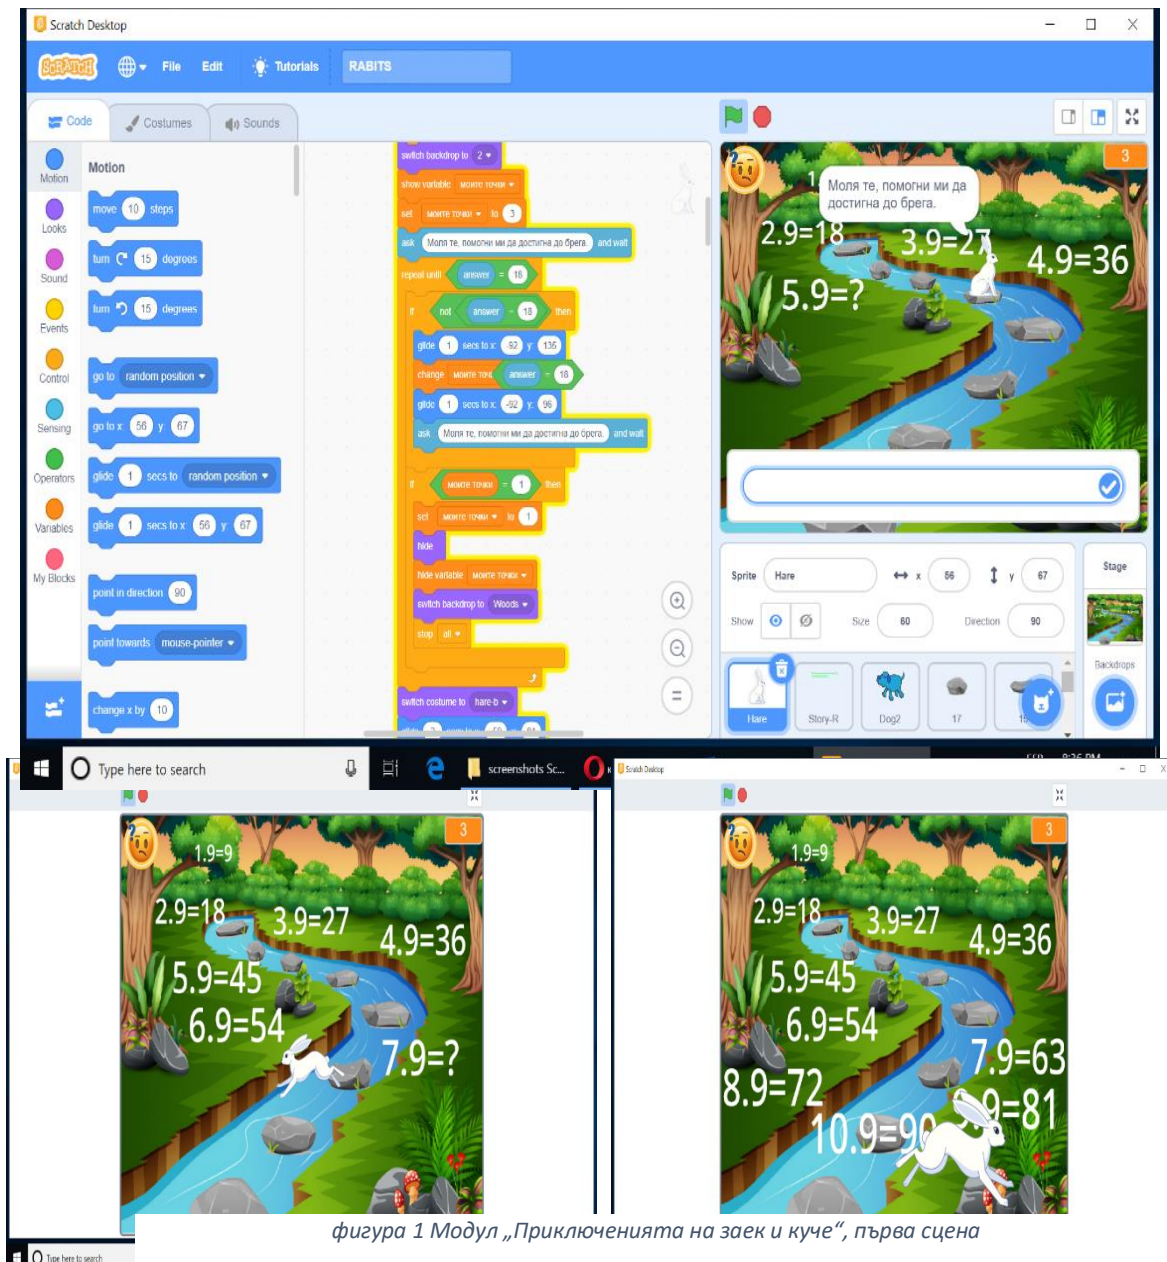 Scratch Desktop
SCRATCH File Edit Tutorials RABITS
Code Costumes Sounds
Motion
Looks
Sound
Events
Control
Sensing
Operators
Variables
My Blocks
Motion
move 10 steps
turn 15 degrees
turn 15 degrees
go to random position
go to x: 56 y: 67
glide 1 secs to random position
glide 1 secs to x: 56 y: 67
point in direction 90
point towards mouse-pointer
change x by 10
switch backdrop to 2
show variable моите точки
set моите точки to 3
ask Моля те, помогни ми да достигна до брега. and wait
repeat until answer = 18
if not answer = 18 then
glide 1 secs to x: -92 y: 135
change моите точк answer = 18
glide 1 secs to x: -92 y: 96
ask Моля те, помогни ми да достигна до брега. and wait
if моите точки = 1 then
set моите точки to 1
hide
hide variable моите точки
switch backdrop to Woods
stop all
switch costume to hare-b
3
1
Моля те, помогни ми да
достигна до брега.
2.9=18 3.9=27 4.9=36
5.9=?
Sprite Hare x 56 y 67
Show Size 60 Direction 90
Hare Story-R Dog2 17
Stage
Backdrops
Type here to search
screenshots Sc...
3
1.9=9
2.9=18 3.9=27 4.9=36
5.9=45
6.9=54
7.9=?
Type here to search
Scratch Desktop
3
1.9=9
2.9=18 3.9=27 4.9=36
5.9=45
6.9=54
7.9=63
8.9=72
9.9=81
10.9=90
фигура 1 Модул „Приключенията на заек и куче“, първа сцена